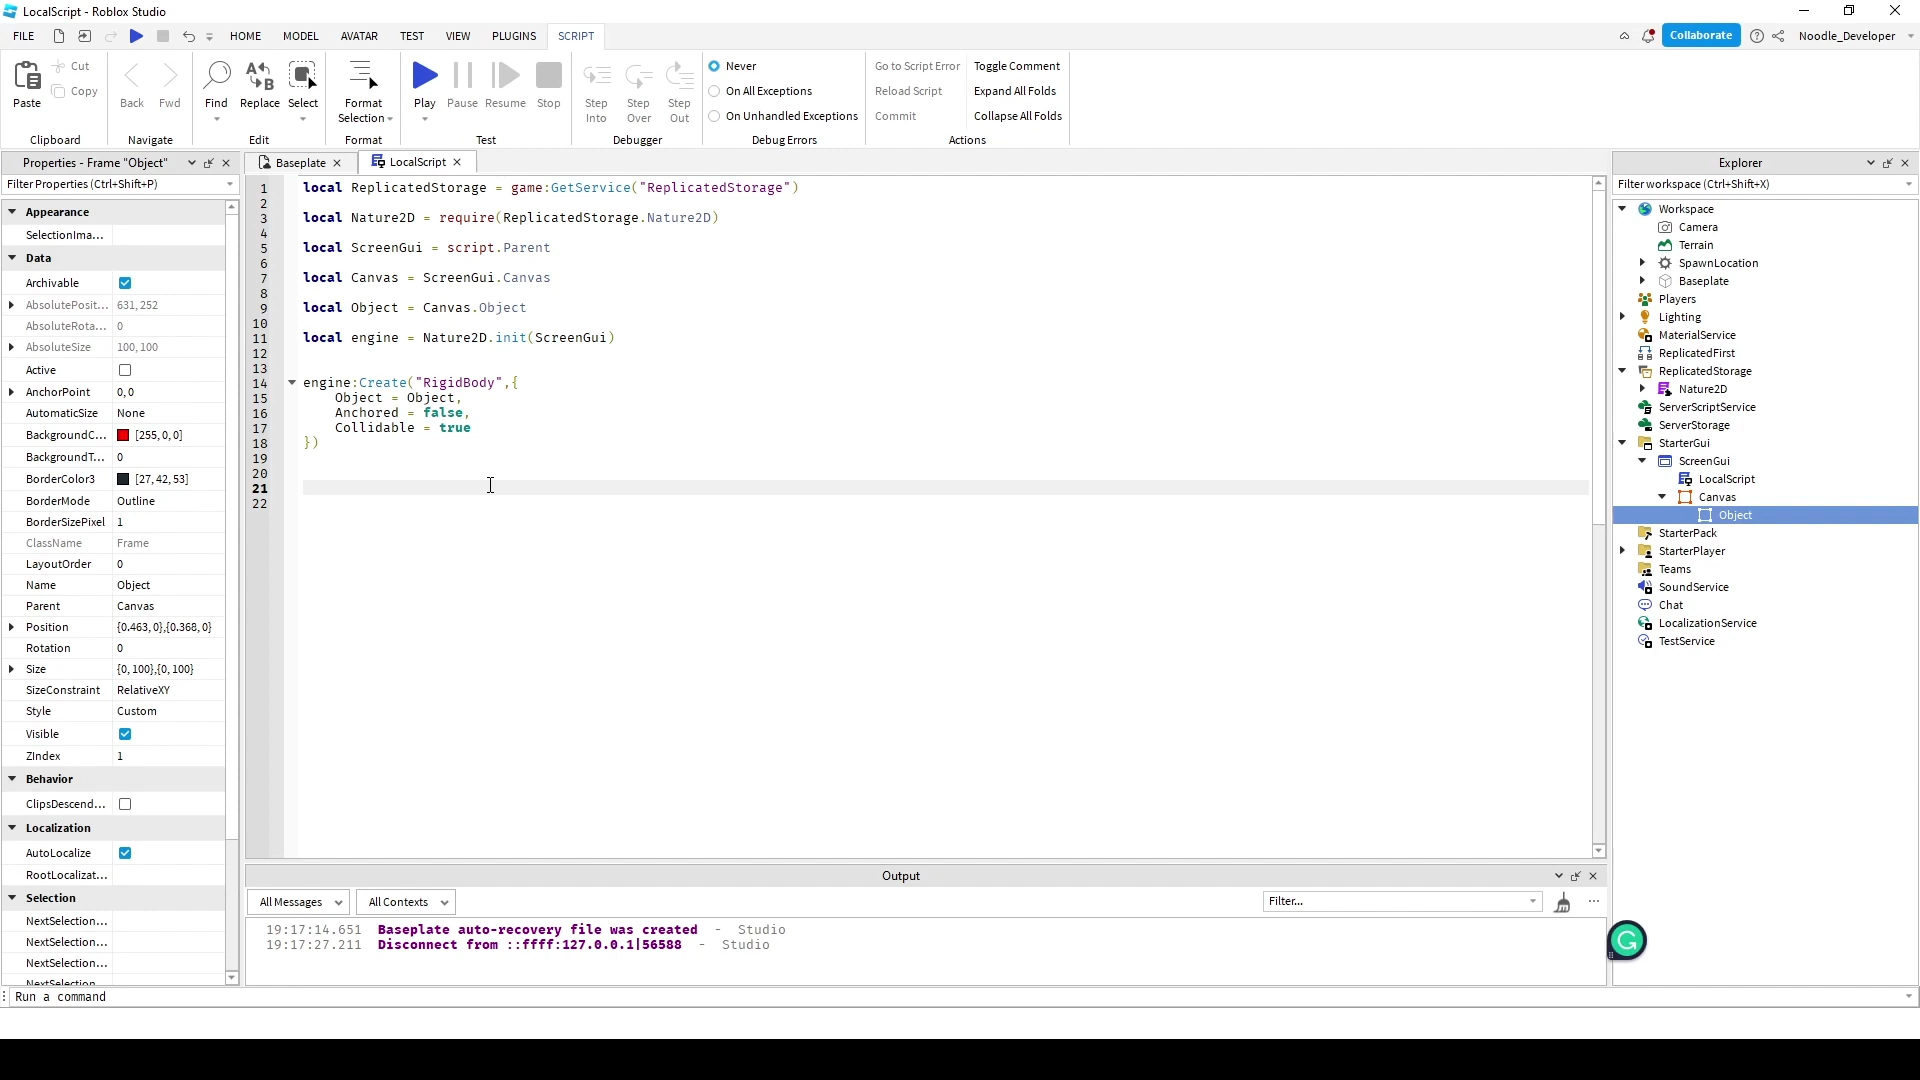 LocalScript - Roblox Studio
FILE HOME MODEL AVATAR TEST VIEW PLUGINS SCRIPT Collaborate Noodle_Developer
Paste Cut Copy
Clipboard
Back Fwd
Navigate
Find Replace Select
Edit
Format Selection
Format
Play Pause Resume Stop
Test
Step Into Step Over Step Out
Debugger
Never
On All Exceptions
On Unhandled Exceptions
Debug Errors
Go to Script Error Toggle Comment
Reload Script Expand All Folds
Commit Collapse All Folds
Actions
Properties - Frame "Object"
Filter Properties (Ctrl+Shift+P)
Appearance
SelectionIma...
Data
Archivable
AbsolutePosit... 631, 252
AbsoluteRota... 0
AbsoluteSize 100, 100
Active
AnchorPoint 0, 0
AutomaticSize None
BackgroundC... [255, 0, 0]
BackgroundT... 0
BorderColor3 [27, 42, 53]
BorderMode Outline
BorderSizePixel 1
ClassName Frame
LayoutOrder 0
Name Object
Parent Canvas
Position {0.463, 0},{0.368, 0}
Rotation 0
Size {0, 100},{0, 100}
SizeConstraint RelativeXY
Style Custom
Visible
ZIndex 1
Behavior
ClipsDescend...
Localization
AutoLocalize
RootLocalizat...
Selection
NextSelection...
NextSelection...
NextSelection...
NextSelection
Baseplate LocalScript
1 local ReplicatedStorage = game:GetService("ReplicatedStorage")
2
3 local Nature2D = require(ReplicatedStorage.Nature2D)
4
5 local ScreenGui = script.Parent
6
7 local Canvas = ScreenGui.Canvas
8
9 local Object = Canvas.Object
10
11 local engine = Nature2D.init(ScreenGui)
12
13
14 engine:Create("RigidBody",{
15 Object = Object,
16 Anchored = false,
17 Collidable = true
18 })
19
20
21
22
Output
All Messages All Contexts Filter...
19:17:14.651 Baseplate auto-recovery file was created - Studio
19:17:27.211 Disconnect from ::ffff:127.0.0.1|56588 - Studio
Run a command
Explorer
Filter workspace (Ctrl+Shift+X)
Workspace
Camera
Terrain
SpawnLocation
Baseplate
Players
Lighting
MaterialService
ReplicatedFirst
ReplicatedStorage
Nature2D
ServerScriptService
ServerStorage
StarterGui
ScreenGui
LocalScript
Canvas
Object
StarterPack
StarterPlayer
Teams
SoundService
Chat
LocalizationService
TestService